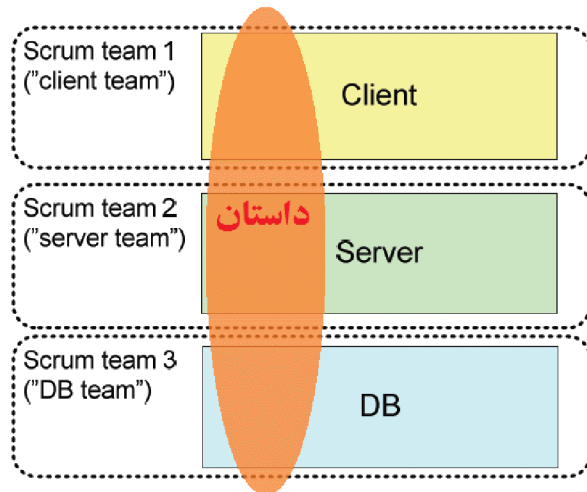 Scrum team 1
("client team")
Client
داستان
Scrum team 2
("server team")
Server
Scrum team 3
("DB team")
DB